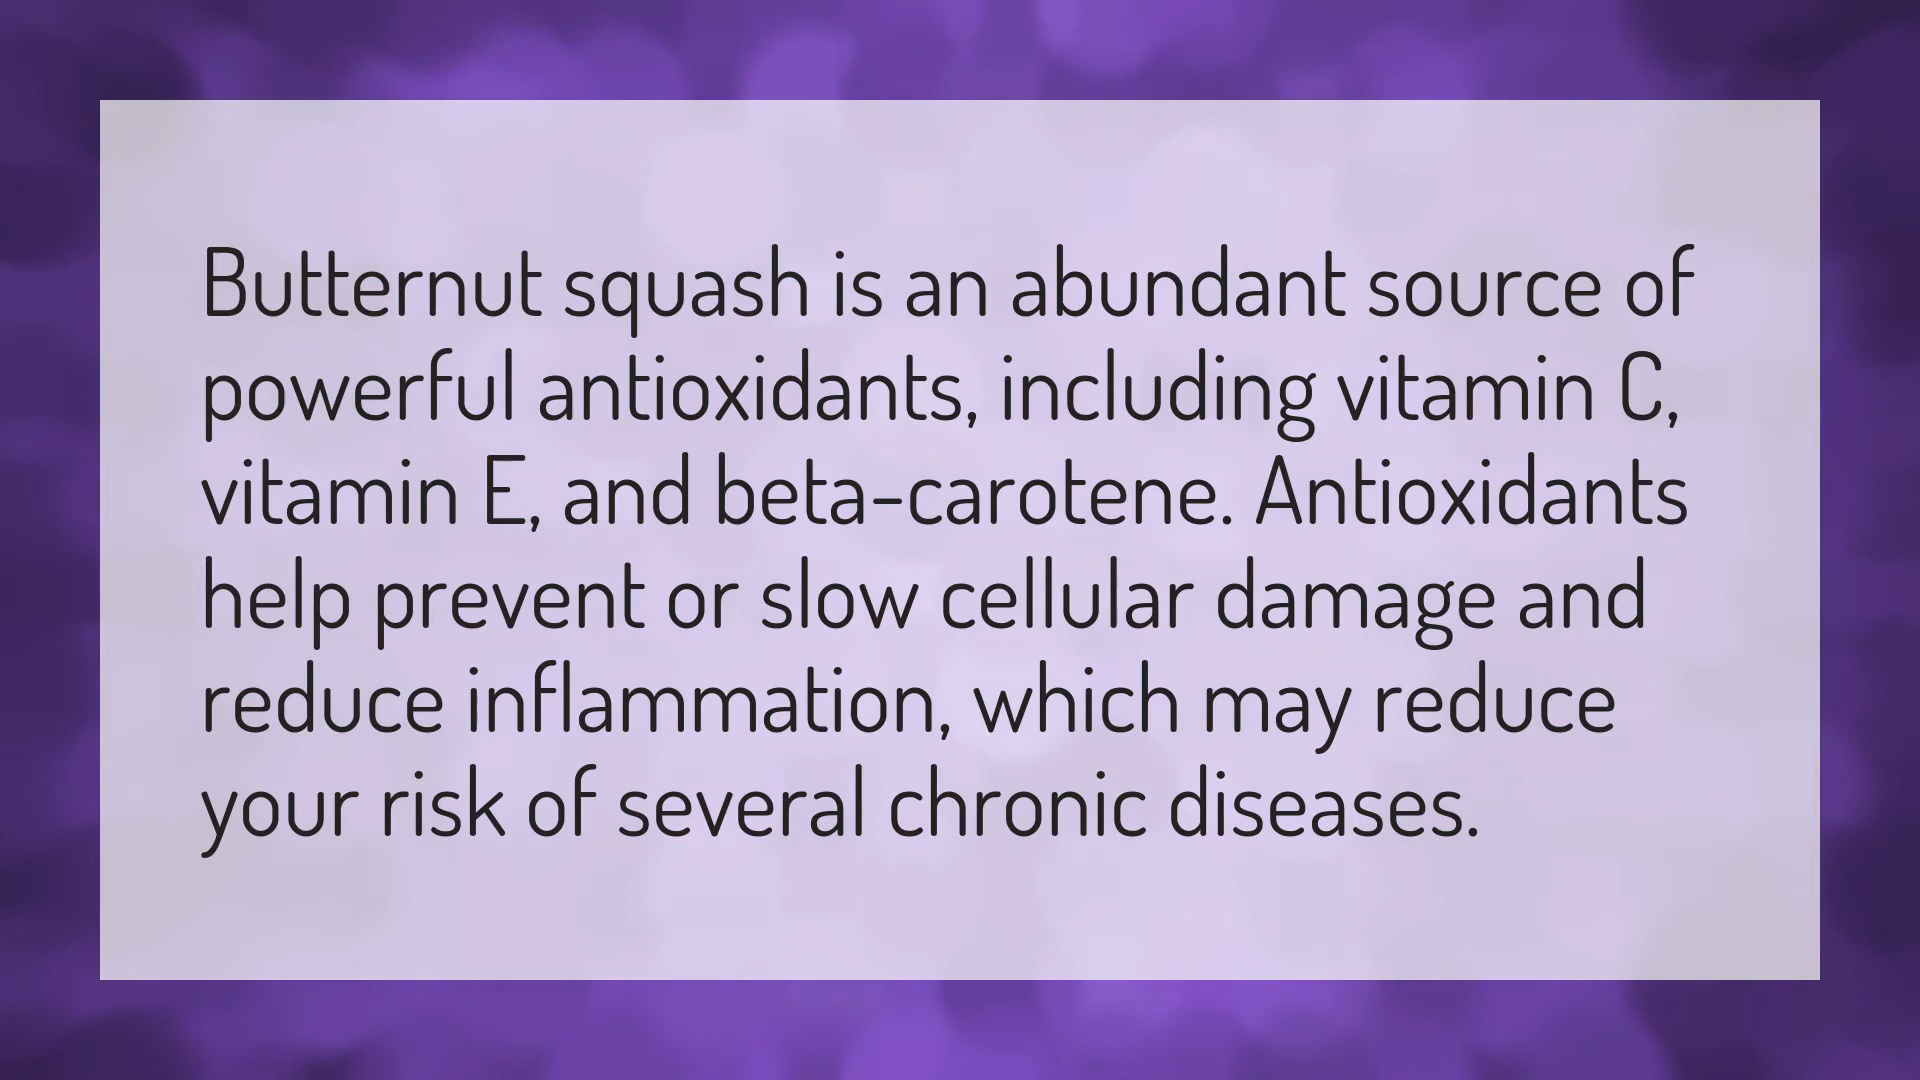 Butternut squash is an abundant source of
powerful antioxidants, including vitamin C,
vitamin E, and beta-carotene. Antioxidants
help prevent or slow cellular damage and
reduce inflammation, which may reduce
your risk of several chronic diseases.